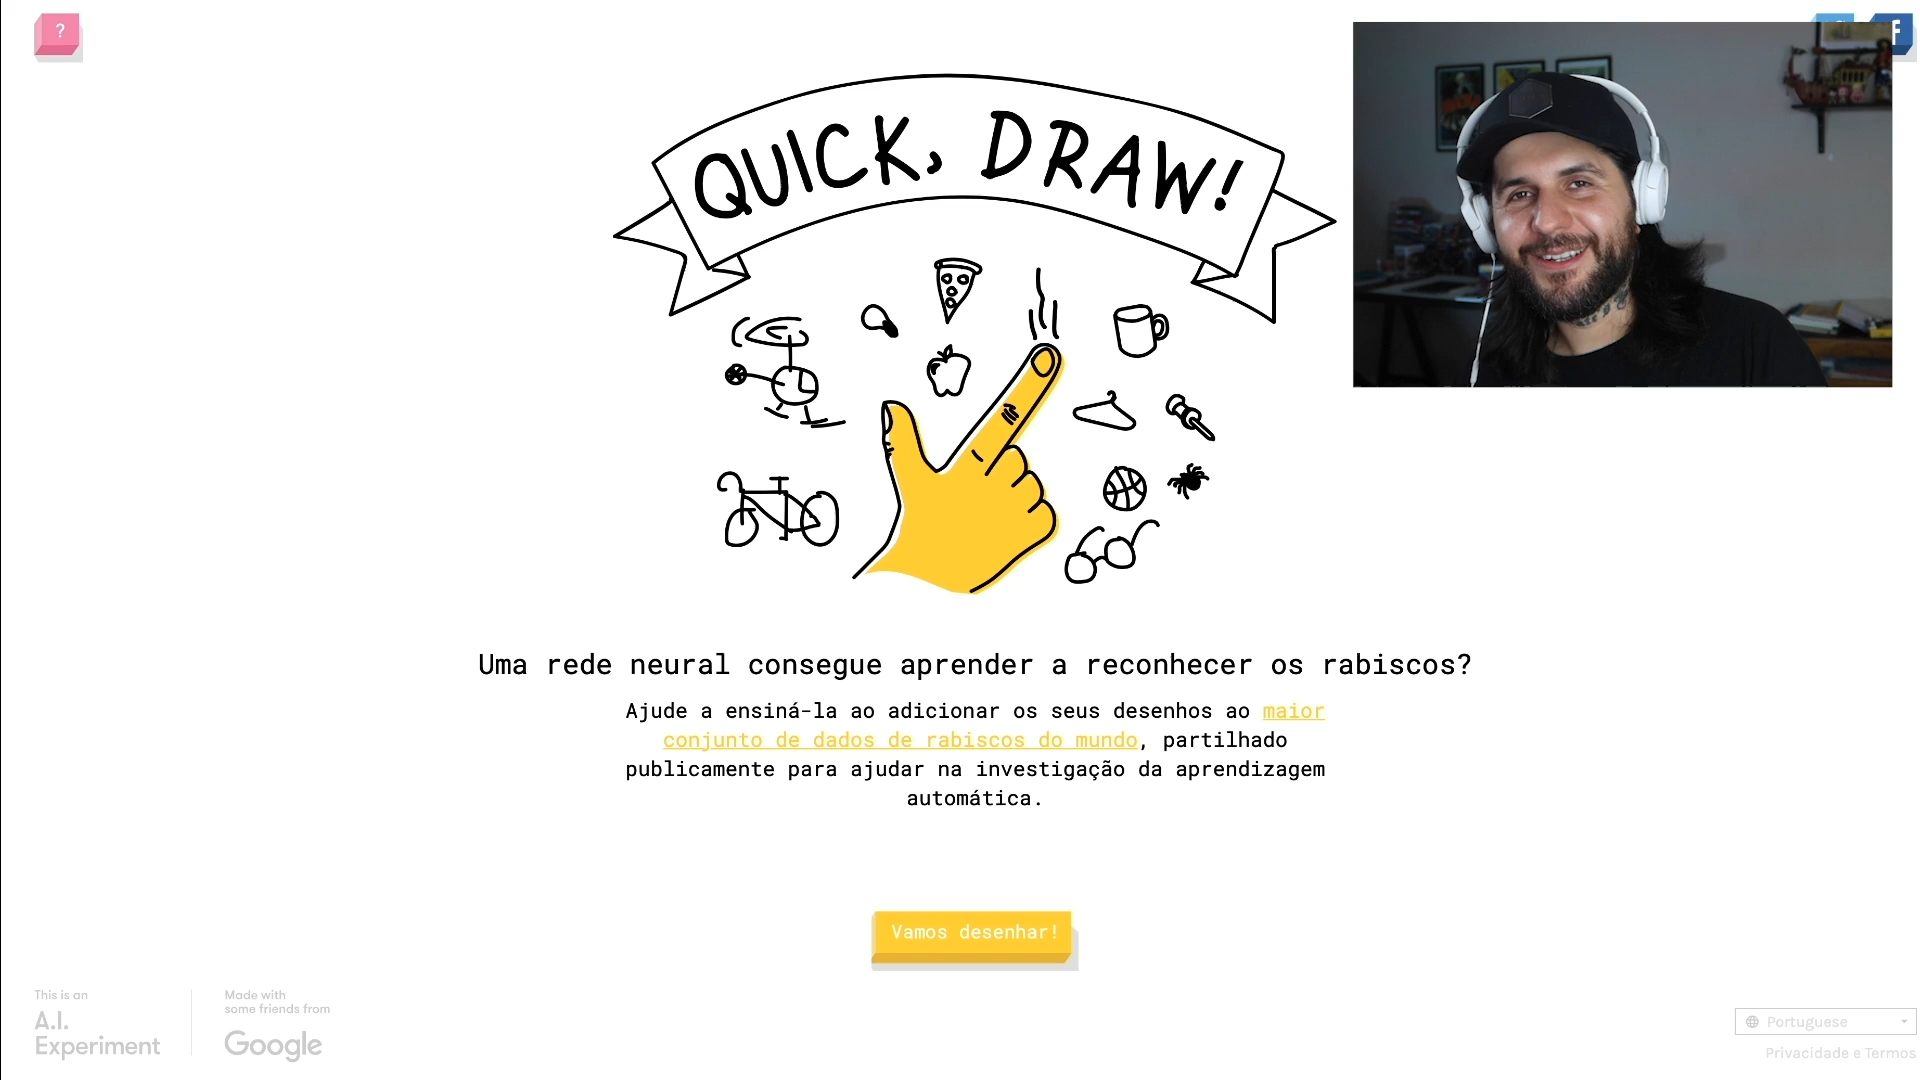 ?
f
QUICK, DRAW!
Uma rede neural consegue aprender a reconhecer os rabiscos?
Ajude a ensiná-la ao adicionar os seus desenhos ao maior
conjunto de dados de rabiscos do mundo, partilhado
publicamente para ajudar na investigação da aprendizagem
automática.
Vamos desenhar!
This is an
A.I.
Experiment
Made with
some friends from
Google
Portuguese
Privacidade e Termos